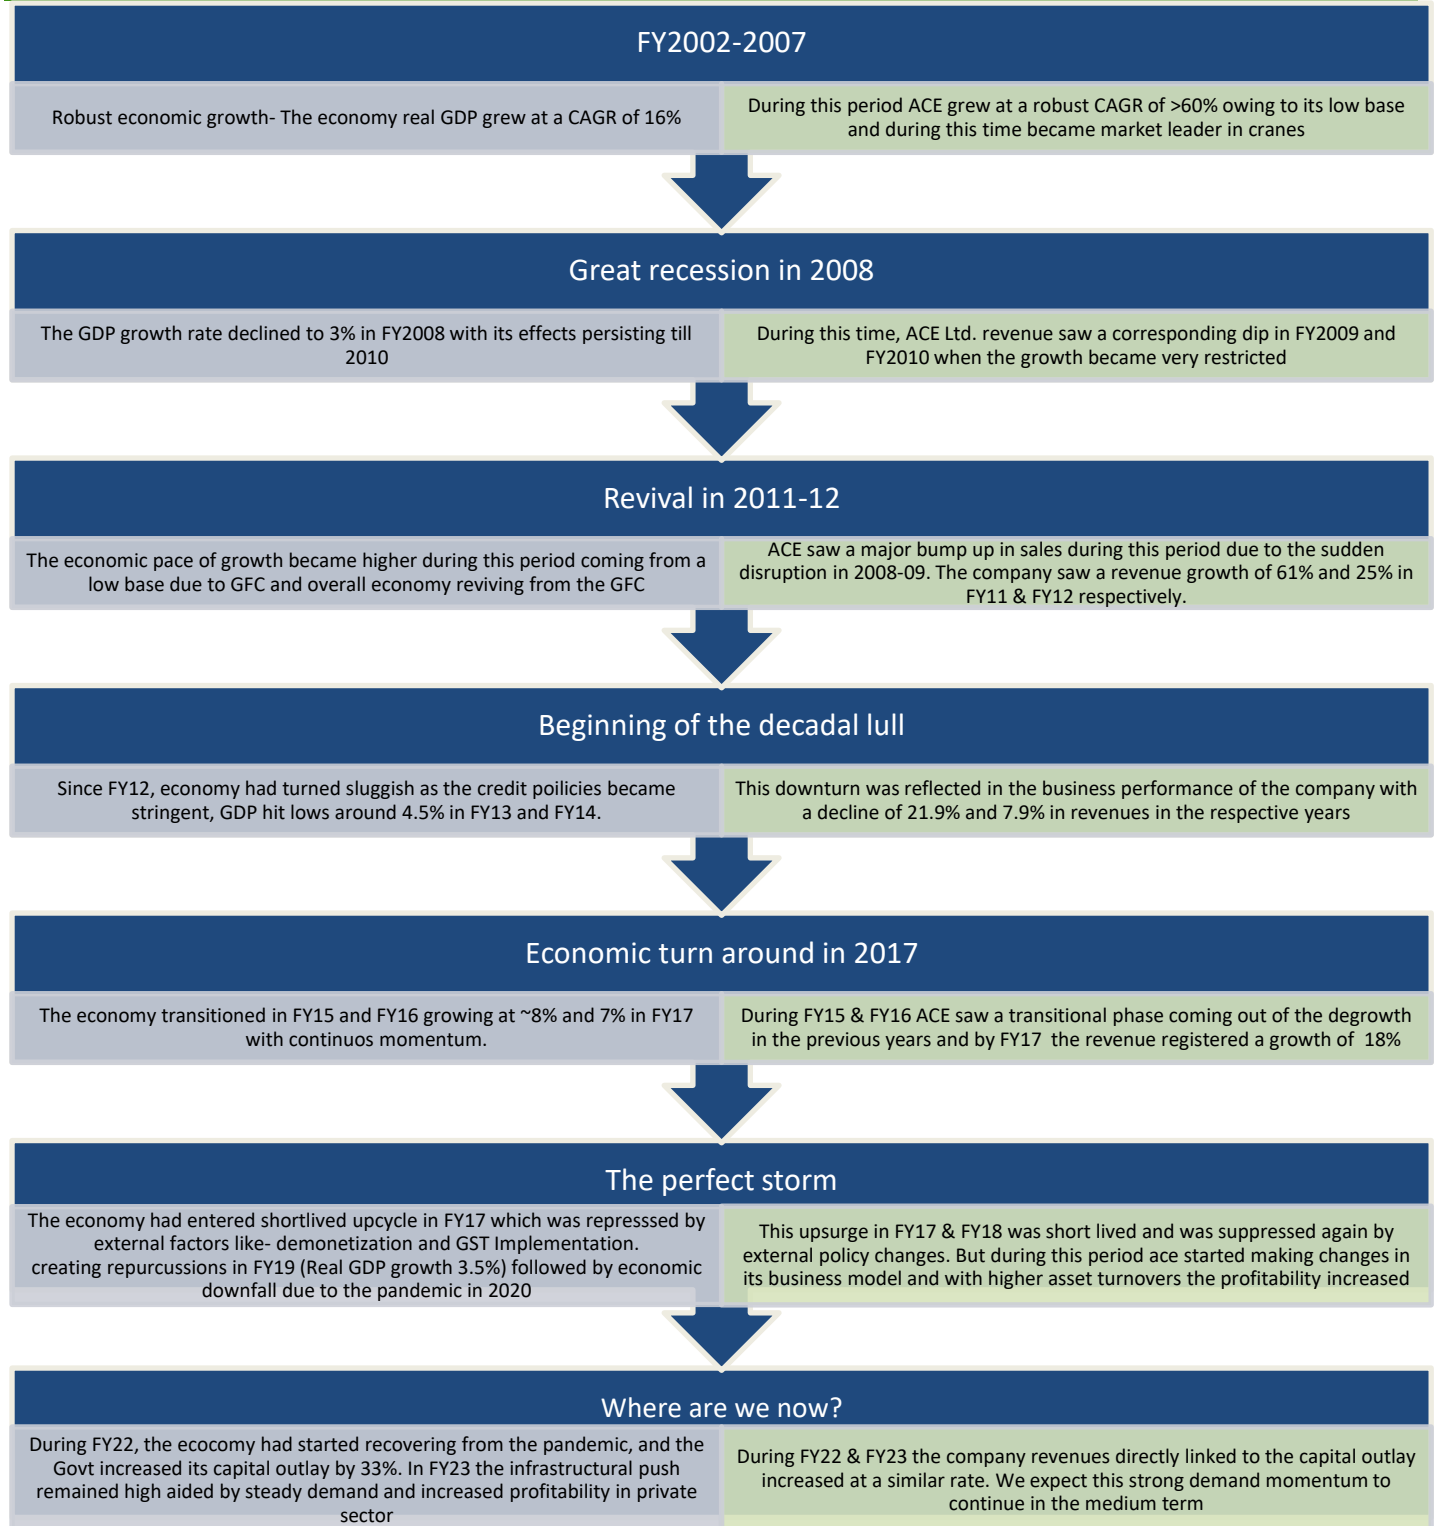 FY2002-2007
Robust economic growth- The economy real GDP grew at a CAGR of 16%
During this period ACE grew at a robust CAGR of >60% owing to its low base
and during this time became market leader in cranes
Great recession in 2008
The GDP growth rate declined to 3% in FY2008 with its effects persisting till
2010
During this time, ACE Ltd. revenue saw a corresponding dip in FY2009 and
FY2010 when the growth became very restricted
Revival in 2011-12
The economic pace of growth became higher during this period coming from a
low base due to GFC and overall economy reviving from the GFC
ACE saw a major bump up in sales during this period due to the sudden
disruption in 2008-09. The company saw a revenue growth of 61% and 25% in
FY11 & FY12 respectively.
Beginning of the decadal lull
Since FY12, economy had turned sluggish as the credit poilicies became
stringent, GDP hit lows around 4.5% in FY13 and FY14.
This downturn was reflected in the business performance of the company with
a decline of 21.9% and 7.9% in revenues in the respective years
Economic turn around in 2017
The economy transitioned in FY15 and FY16 growing at ~8% and 7% in FY17
with continuos momentum.
During FY15 & FY16 ACE saw a transitional phase coming out of the degrowth
in the previous years and by FY17 the revenue registered a growth of 18%
The perfect storm
The economy had entered shortlived upcycle in FY17 which was represssed by
external factors like- demonetization and GST Implementation.
creating repurcussions in FY19 (Real GDP growth 3.5%) followed by economic
downfall due to the pandemic in 2020
This upsurge in FY17 & FY18 was short lived and was suppressed again by
external policy changes. But during this period ace started making changes in
its business model and with higher asset turnovers the profitability increased
Where are we now?
During FY22, the ecocomy had started recovering from the pandemic, and the
Govt increased its capital outlay by 33%. In FY23 the infrastructural push
remained high aided by steady demand and increased profitability in private
sector
During FY22 & FY23 the company revenues directly linked to the capital outlay
increased at a similar rate. We expect this strong demand momentum to
continue in the medium term